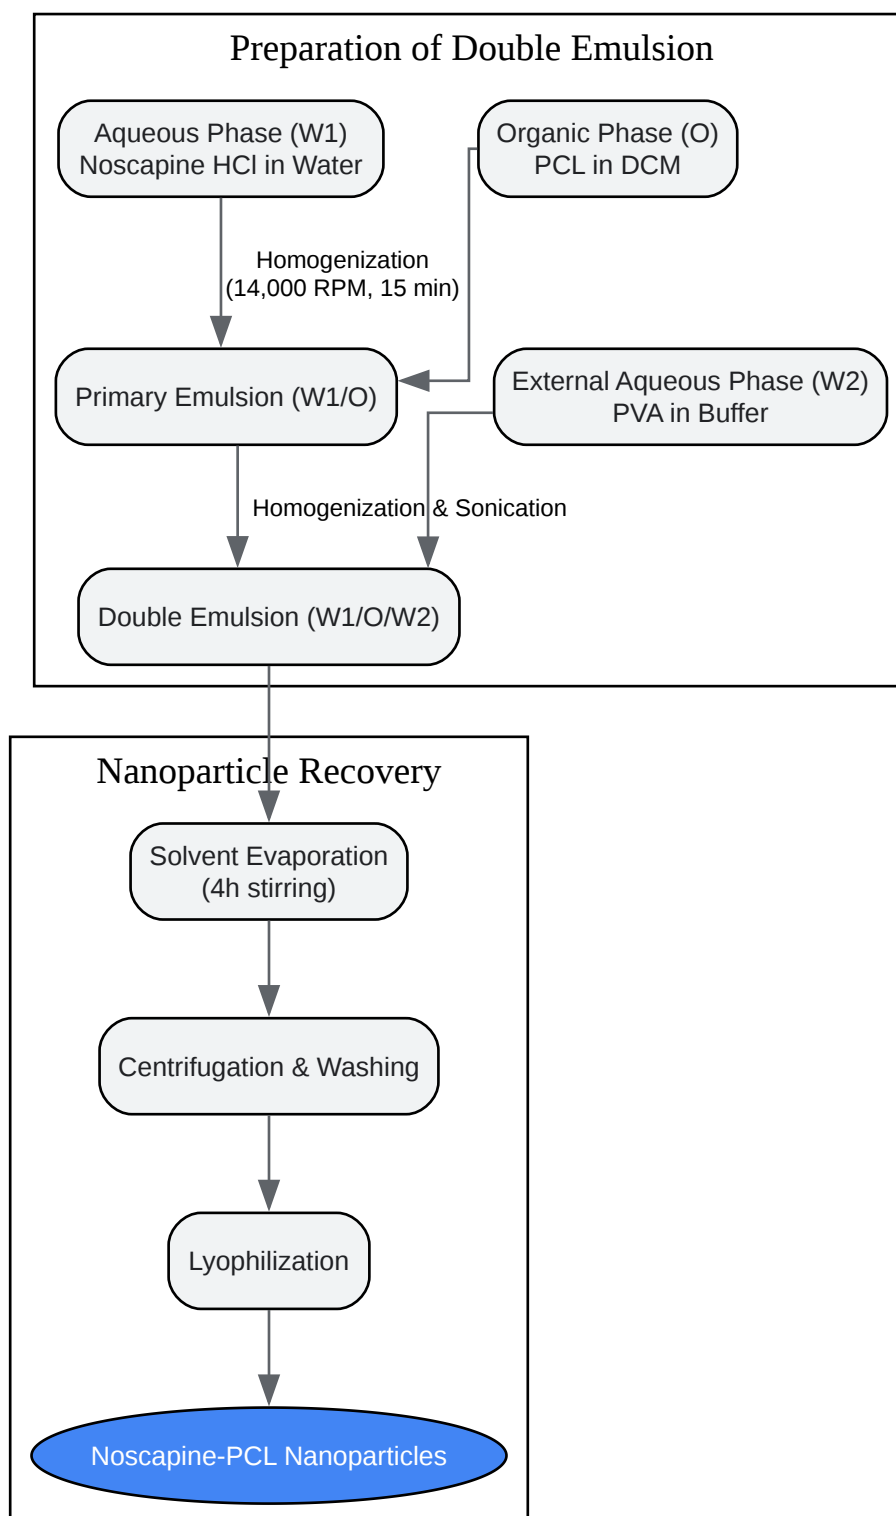 Preparation of Double Emulsion
Aqueous Phase (W1)
Noscapine HCl in Water
Organic Phase (O)
PCL in DCM
Homogenization
(14,000 RPM, 15 min)
Primary Emulsion (W1/O)
External Aqueous Phase (W2)
PVA in Buffer
Homogenization & Sonication
Double Emulsion (W1/O/W2)
Nanoparticle Recovery
Solvent Evaporation
(4h stirring)
Centrifugation & Washing
Lyophilization
Noscapine-PCL Nanoparticles